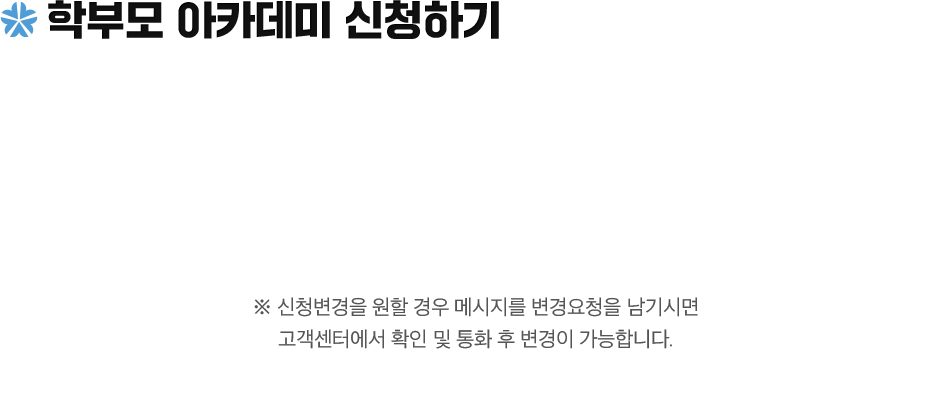 학부모 아카데미 신청하기
※ 신청변경을 원할 경우 메시지를 변경요청을 남기시면
고객센터에서 확인 및 통화 후 변경이 가능합니다.